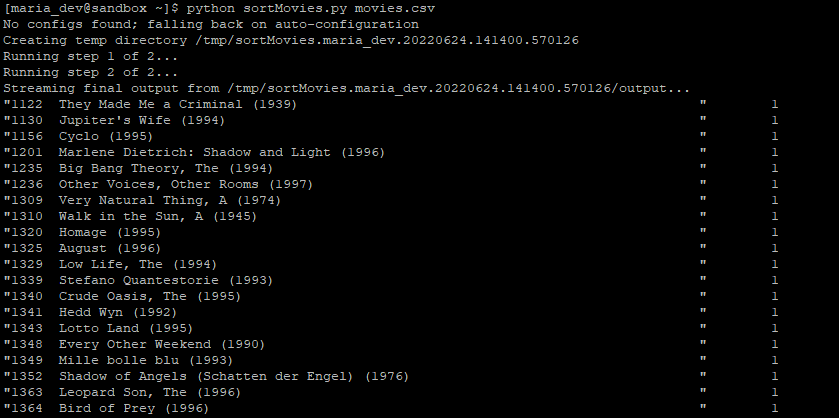 [maria_dev@sandbox ~]$ python sortMovies.py movies.csv
No configs found; falling back on auto-configuration
Creating temp directory /tmp/sortMovies.maria_dev.20220624.141400.570126
Running step 1 of 2...
Running step 2 of 2...
Streaming final output from /tmp/sortMovies.maria_dev.20220624.141400.570126/output...
"1122  They Made Me a Criminal (1939)  "  1
"1130  Jupiter's Wife (1994)  "  1
"1156  Cyclo (1995)  "  1
"1201  Marlene Dietrich: Shadow and Light (1996)  "  1
"1235  Big Bang Theory, The (1994)  "  1
"1236  Other Voices, Other Rooms (1997)  "  1
"1309  Very Natural Thing, A (1974)  "  1
"1310  Walk in the Sun, A (1945)  "  1
"1320  Homage (1995)  "  1
"1325  August (1996)  "  1
"1329  Low Life, The (1994)  "  1
"1339  Stefano Quantestorie (1993)  "  1
"1340  Crude Oasis, The (1995)  "  1
"1341  Hedd Wyn (1992)  "  1
"1343  Lotto Land (1995)  "  1
"1348  Every Other Weekend (1990)  "  1
"1349  Mille bolle blu (1993)  "  1
"1352  Shadow of Angels (Schatten der Engel) (1976)  "  1
"1363  Leopard Son, The (1996)  "  1
"1364  Bird of Prey (1996)  "  1